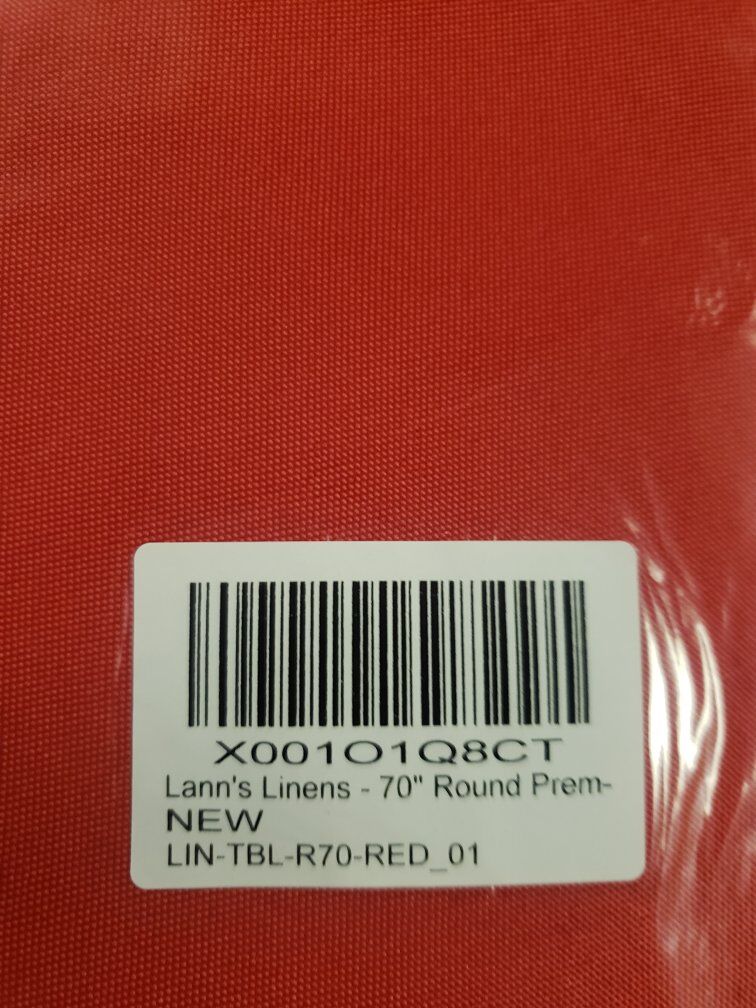 X001O1Q8CT
Lann's Linens - 70" Round Prem-
NEW
LIN-TBL-R70-RED_01